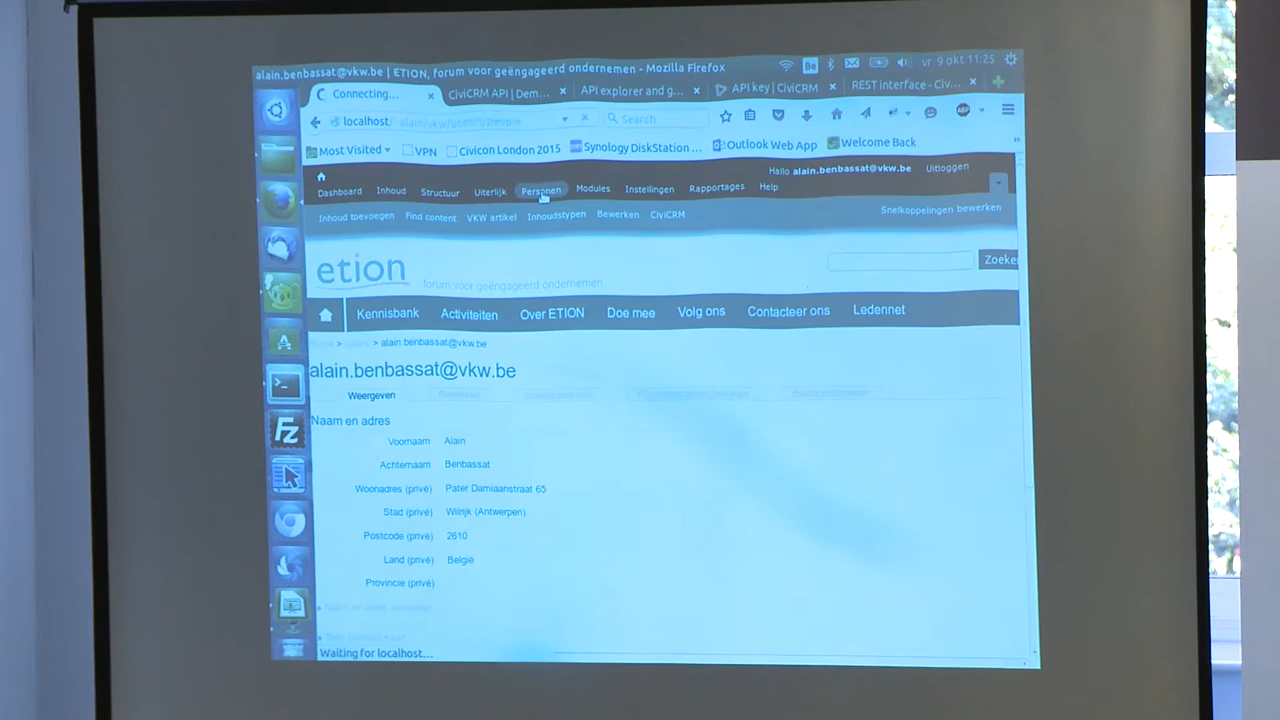 alain.benbassat@vkw.be | ETION, forum voor geëngageerd ondernemen - Mozilla Firefox
Be
vr 9 okt 11:25
Connecting...
CiviCRM API | Dem...
API explorer and g...
API key | CiviCRM
REST interface - Civ...
localhost/alain/vkw/ /people
Search
ABP
Most Visited
VPN
Civicon London 2015
Synology DiskStation ...
Outlook Web App
Welcome Back
»
Hallo alain.benbassat@vkw.be
Uitloggen
Dashboard
Inhoud
Structuur
Uiterlijk
Personen
Modules
Instellingen
Rapportages
Help
Inhoud toevoegen
Find content
VKW artikel
Inhoudstypen
Bewerken
CiviCRM
Snelkoppelingen bewerken
etion
forum voor geëngageerd ondernemen
Zoeken
Kennisbank
Activiteiten
Over ETION
Doe mee
Volg ons
Contacteer ons
Ledennet
> > alain.benbassat@vkw.be
alain.benbassat@vkw.be
Weergeven
Naam en adres
Voornaam Alain
Achternaam Benbassat
Woonadres (privé) Pater Damiaanstraat 65
Stad (privé) Wilrijk (Antwerpen)
Postcode (privé) 2610
Land (privé) België
Provincie (privé)
Waiting for localhost...
Fz